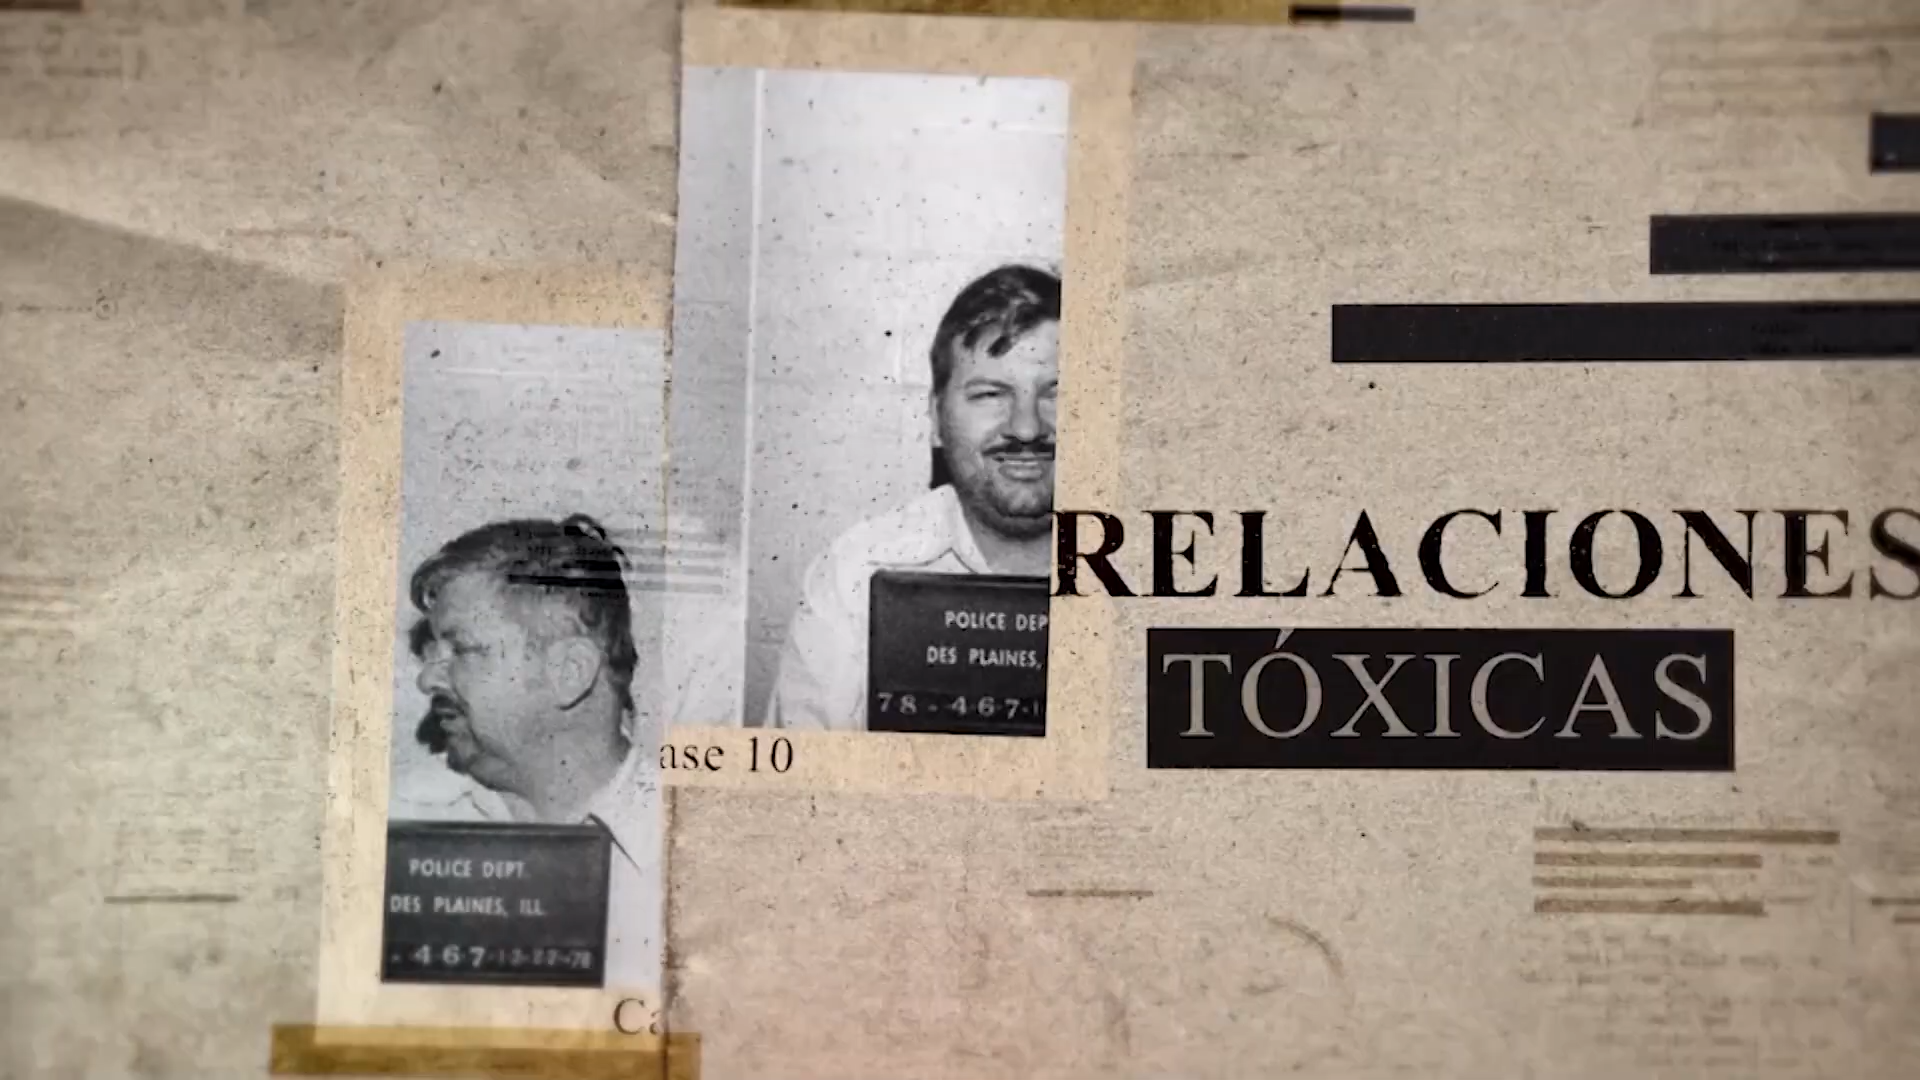 POLICE DEP
DES PLAINES,
78-467-1
ase 10
RELACIONES
TÓXICAS
POLICE DEPT.
DES PLAINES, ILL.
- 467-12-22-78
Ca